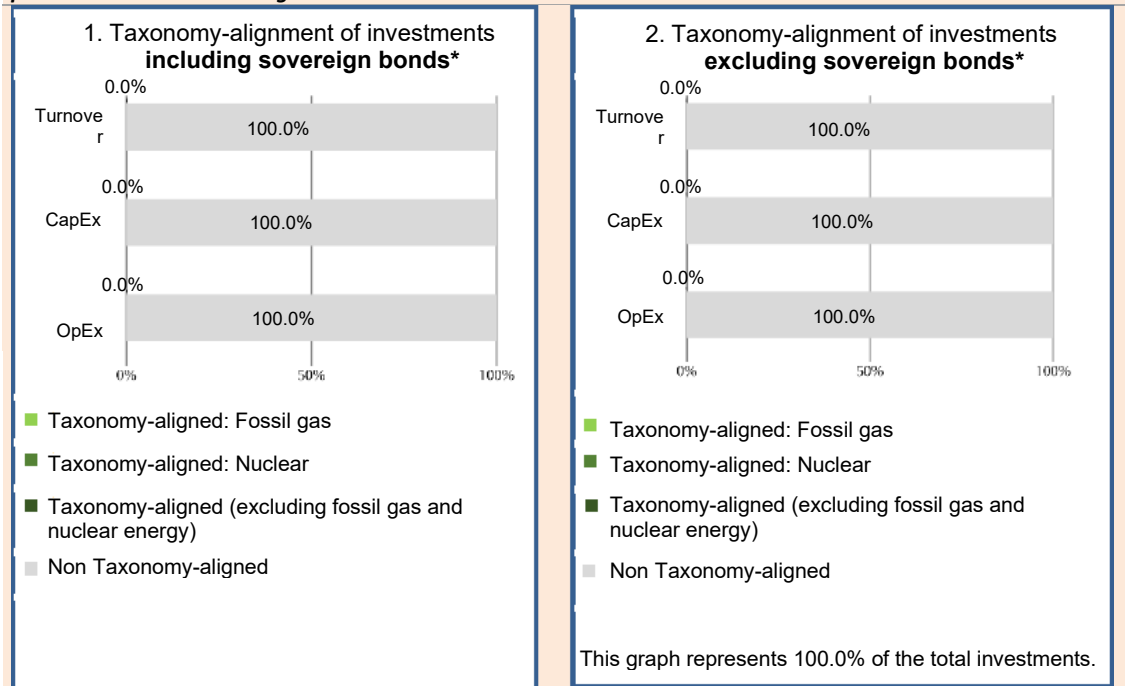 1. Taxonomy-alignment of investments
including sovereign bonds*
0.0%
Turnove
r
100.0%
0.0%
CapEx
100.0%
0.0%
OpEx
100.0%
0%
50%
100%
Taxonomy-aligned: Fossil gas
Taxonomy-aligned: Nuclear
Taxonomy-aligned (excluding fossil gas and
nuclear energy)
Non Taxonomy-aligned
2. Taxonomy-alignment of investments
excluding sovereign bonds*
0.0%
Turnove
r
100.0%
0.0%
CapEx
100.0%
0.0%
OpEx
100.0%
0%
50%
100%
Taxonomy-aligned: Fossil gas
Taxonomy-aligned: Nuclear
Taxonomy-aligned (excluding fossil gas and
nuclear energy)
Non Taxonomy-aligned
This graph represents 100.0% of the total investments.